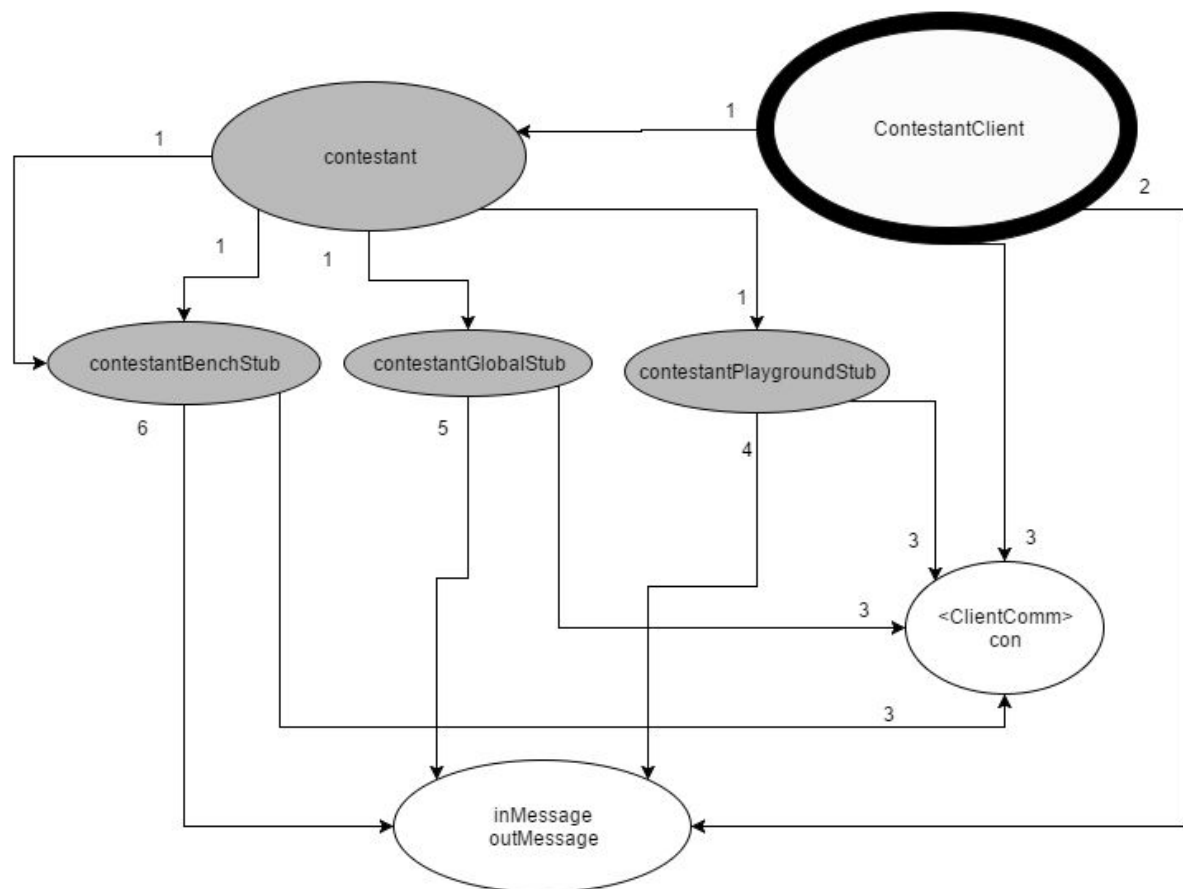 ContestantClient
1
1
contestant
2
1
1
1
contestantBenchStub
contestantGlobalStub
contestantPlaygroundStub
6
5
4
3
3
<ClientComm>
con
3
3
inMessage
outMessage